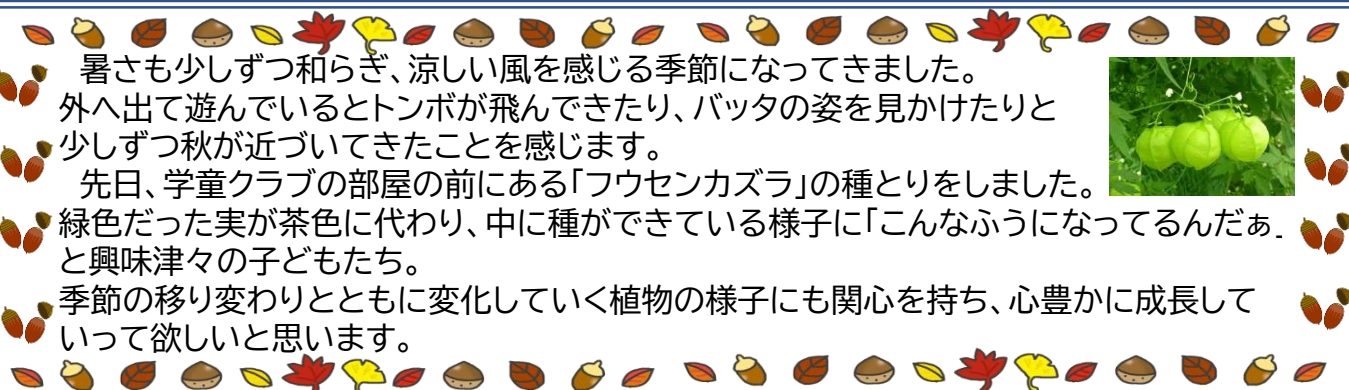 暑さも少しずつ和らぎ、涼しい風を感じる季節になってきました。
外へ出て遊んでいるとトンボが飛んできたり、バッタの姿を見かけたりと
少しずつ秋が近づいてきたことを感じます。
先日、学童クラブの部屋の前にある「フウセンカズラ」の種とりをしました。
緑色だった実が茶色に代わり、中に種ができている様子に「こんなふうになってるんだぁ」
と興味津々の子どもたち。
季節の移り変わりとともに変化していく植物の様子にも関心を持ち、心豊かに成長して
いって欲しいと思います。